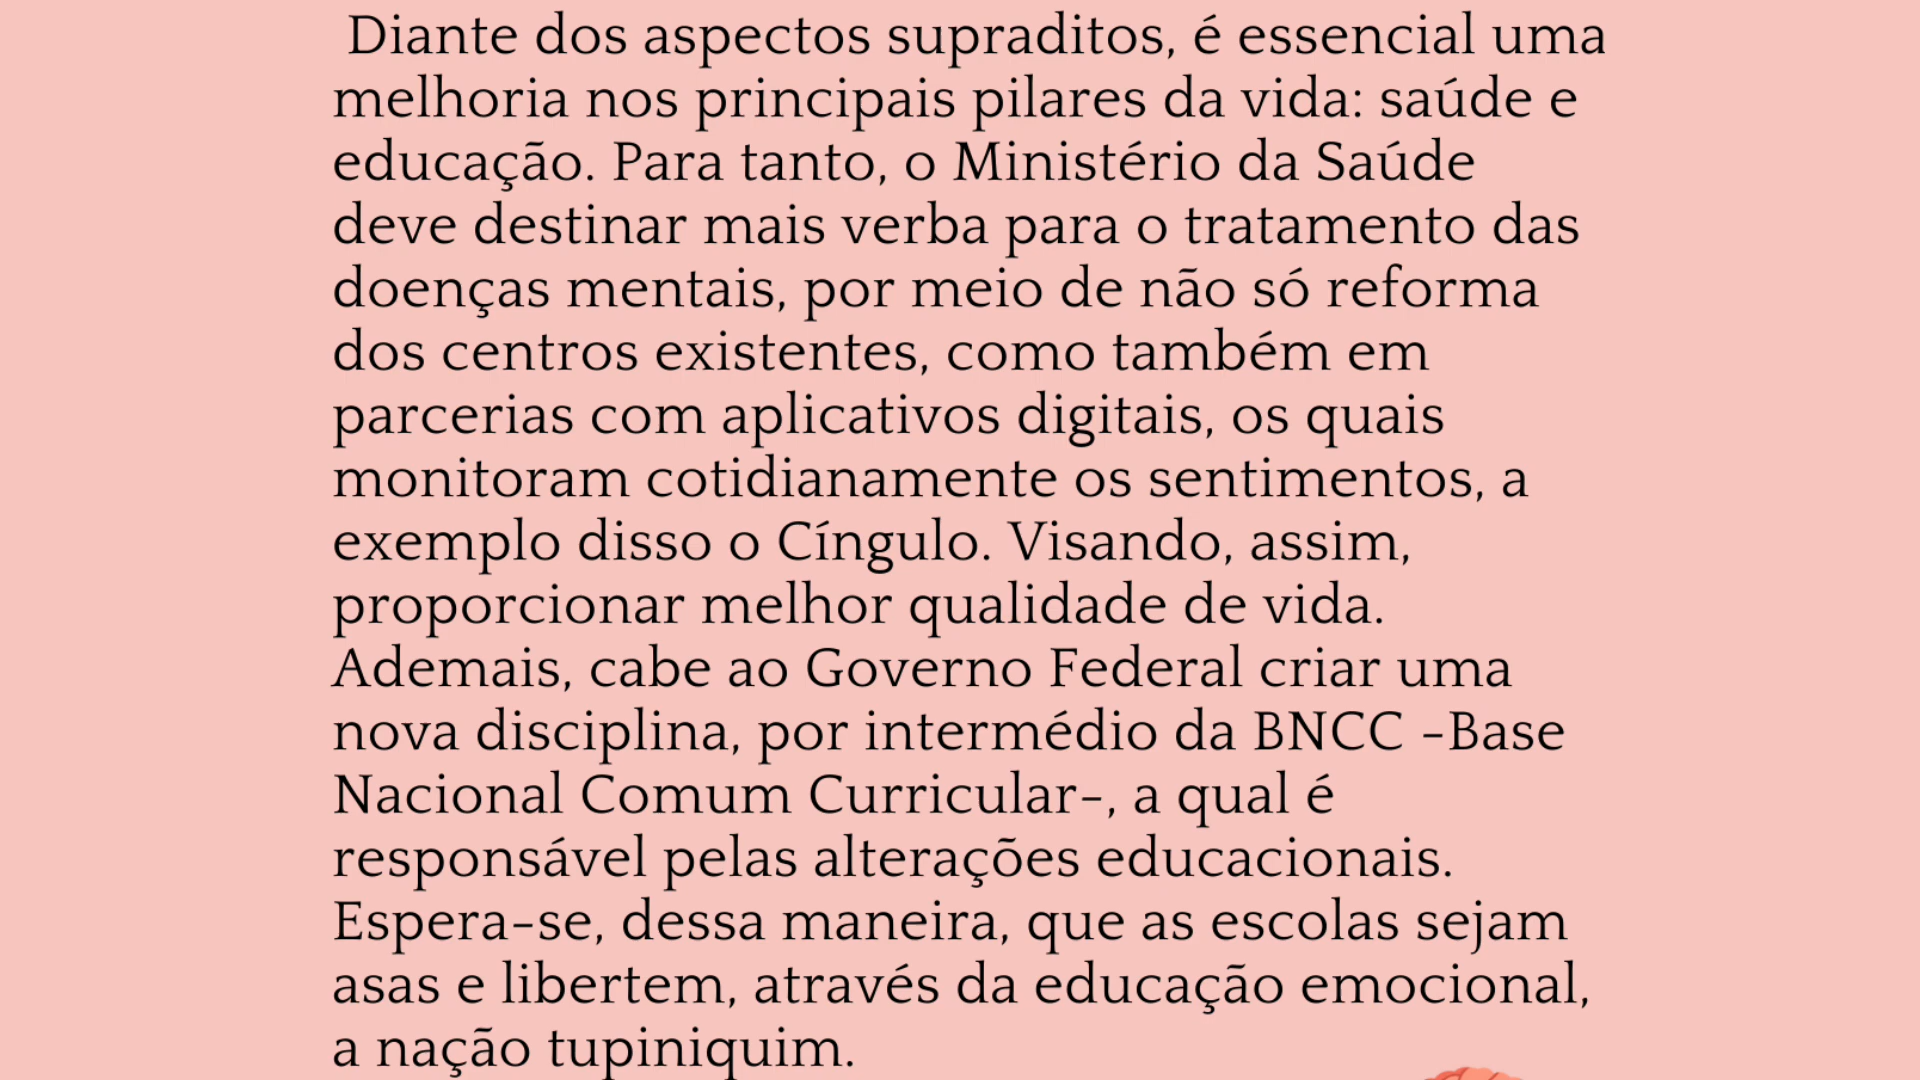 Diante dos aspectos supraditos, é essencial uma
melhoria nos principais pilares da vida: saúde e
educação. Para tanto, o Ministério da Saúde
deve destinar mais verba para o tratamento das
doenças mentais, por meio de não só reforma
dos centros existentes, como também em
parcerias com aplicativos digitais, os quais
monitoram cotidianamente os sentimentos, a
exemplo disso o Cíngulo. Visando, assim,
proporcionar melhor qualidade de vida.
Ademais, cabe ao Governo Federal criar uma
nova disciplina, por intermédio da BNCC -Base
Nacional Comum Curricular-, a qual é
responsável pelas alterações educacionais.
Espera-se, dessa maneira, que as escolas sejam
asas e libertem, através da educação emocional,
a nação tupiniquim.